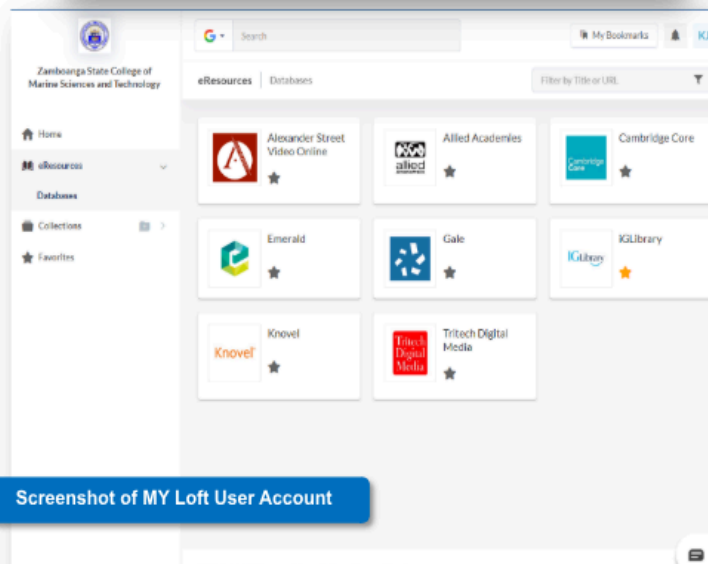 Zamboanga State College of
Marine Sciences and Technology
Home
eResources
Databases
Collections
Favorites
G
Search
My Bookmarks
KJ
eResources
Databases
Filter by Title or URL
Alexander Street
Video Online
allied
Allied Academies
Cambridge
Core
Cambridge Core
Emerald
Gale
IGLibrary
IGLibrary
Knovel
Knovel
Tritech
Digital
Media
Tritech Digital
Media
Screenshot of MY Loft User Account